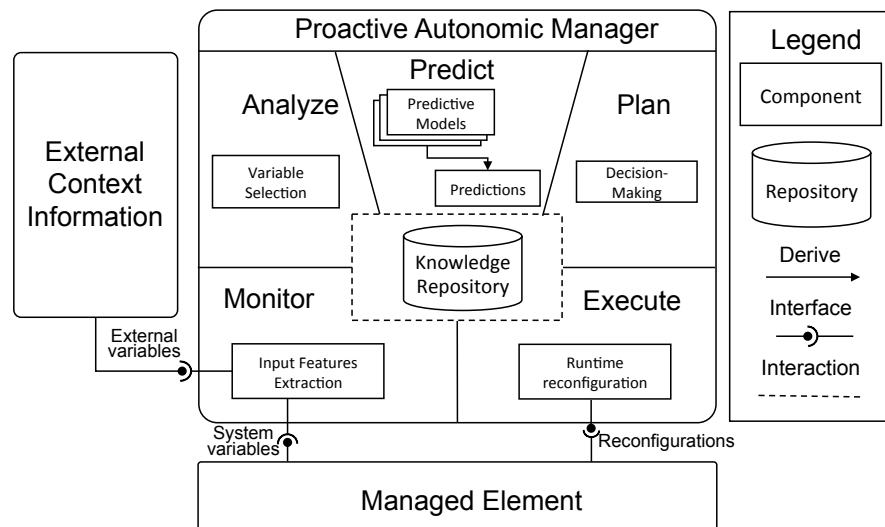 Proactive Autonomic Manager
External
Context
Information
Analyze
Variable
Selection
Predict
Predictive
Models
Predictions
Plan
Decision-
Making
Knowledge
Repository
Monitor
Input Features
Extraction
Execute
Runtime
reconfiguration
External
variables
System
variables
Reconfigurations
Managed Element
Legend
Component
Repository
Derive
Interface
Interaction